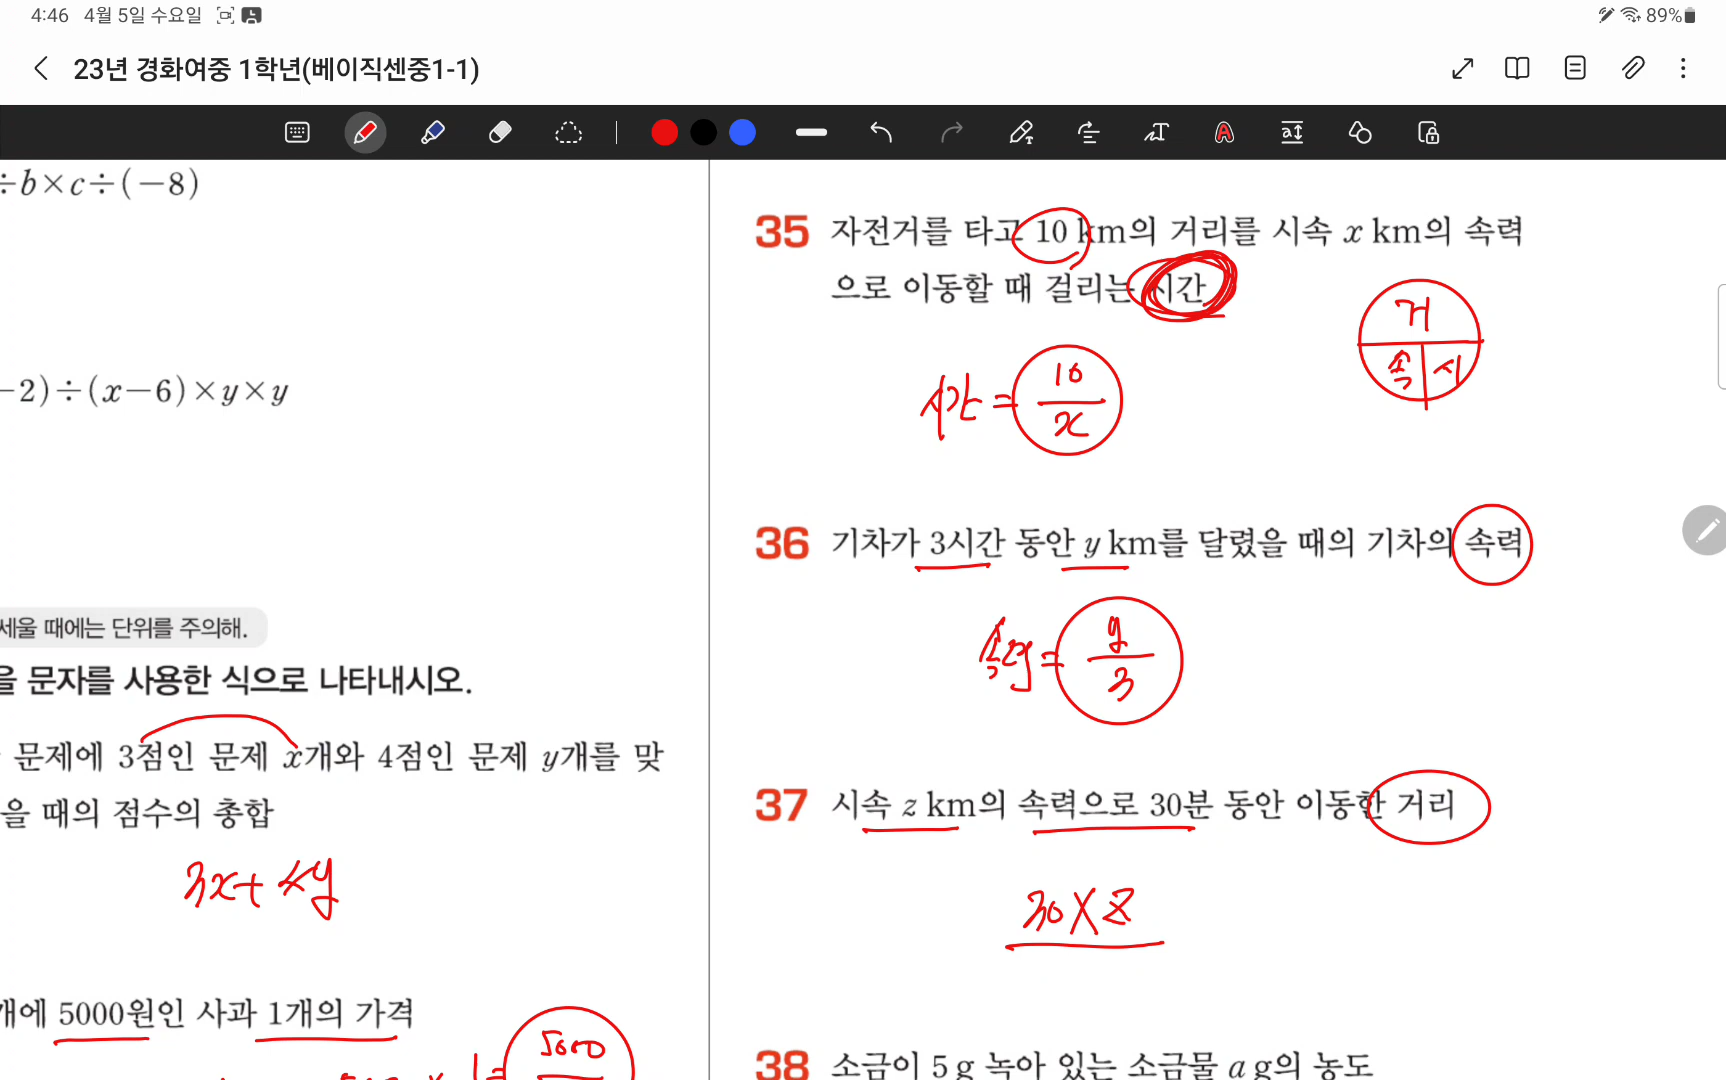 4:46 4월 5일 수요일
89%
23년 경화여중 1학년(베이직센중1-1)
÷b×c÷(−8)
−2)÷(x−6)×y×y
세울 때에는 단위를 주의해.
을 문자를 사용한 식으로 나타내시오.
문제에 3점인 문제 x개와 4점인 문제 y개를 맞
을 때의 점수의 총합
3x+4y
개에 5000원인 사과 1개의 가격
5000
35 자전거를 타고 10 km의 거리를 시속 x km의 속력
으로 이동할 때 걸리는 시간
거
속 시
시간 = 10/x
36 기차가 3시간 동안 y km를 달렸을 때의 기차의 속력
속력 = y/3
37 시속 z km의 속력으로 30분 동안 이동한 거리
30×z
38 소금이 5 g 녹아 있는 소금물 a g의 농도